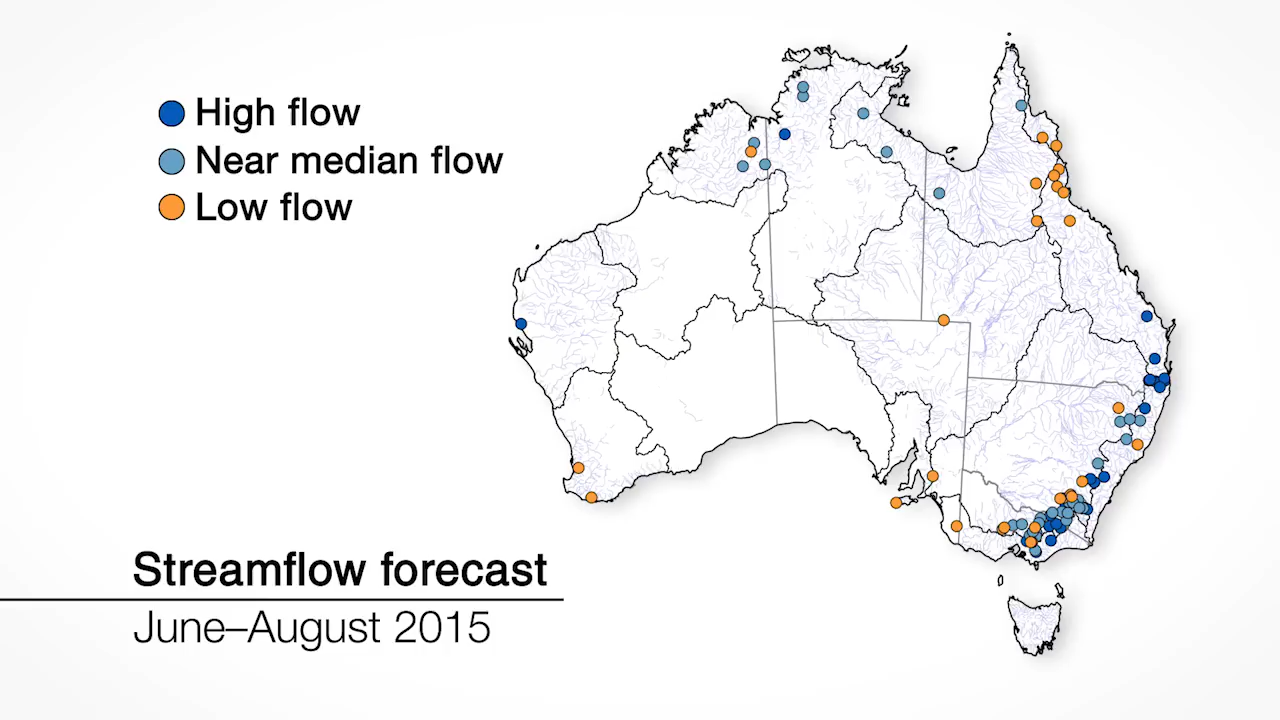 High flow
Near median flow
Low flow
Streamflow forecast
June–August 2015